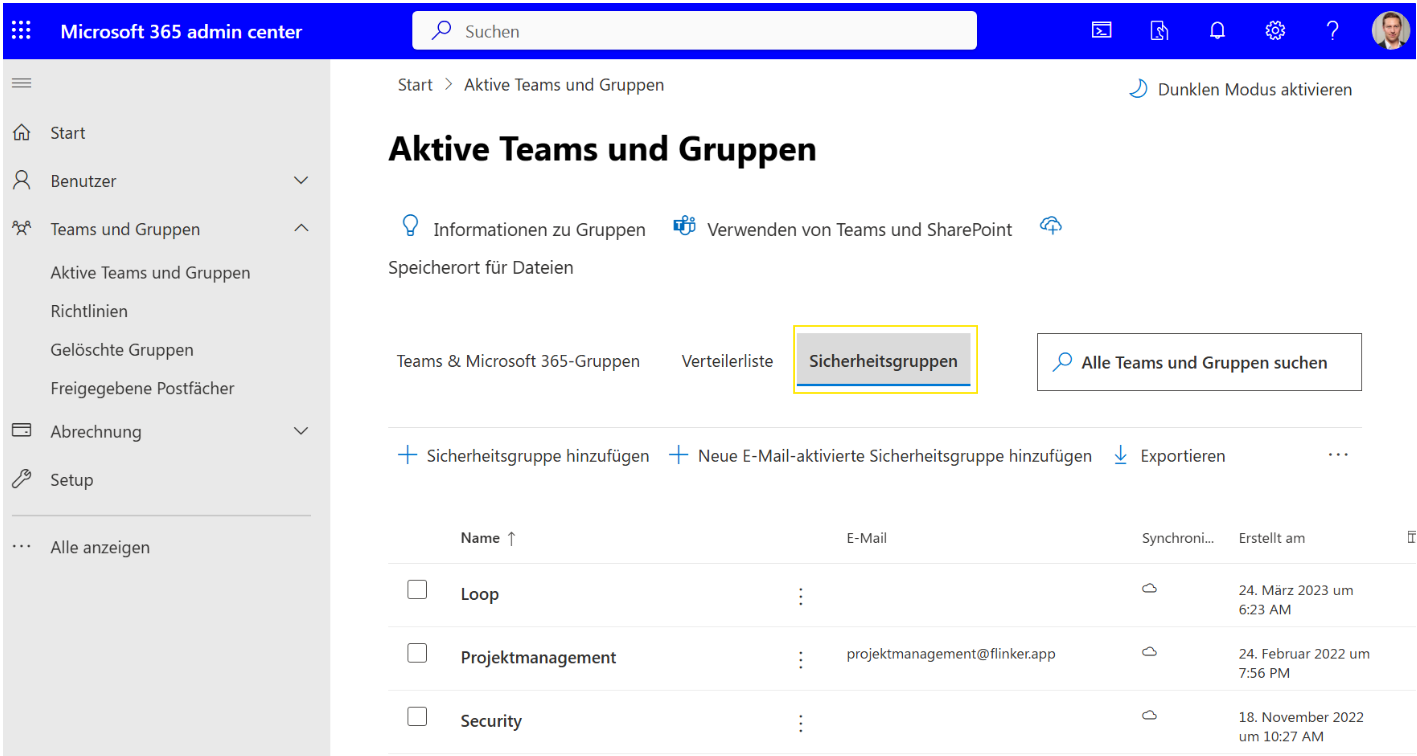 Microsoft 365 admin center
Suchen
Start
Benutzer
Teams und Gruppen
Aktive Teams und Gruppen
Richtlinien
Gelöschte Gruppen
Freigegebene Postfächer
Abrechnung
Setup
Alle anzeigen
Start > Aktive Teams und Gruppen
Dunklen Modus aktivieren
Aktive Teams und Gruppen
Informationen zu Gruppen Verwenden von Teams und SharePoint
Speicherort für Dateien
Teams & Microsoft 365-Gruppen Verteilerliste Sicherheitsgruppen Alle Teams und Gruppen suchen
+ Sicherheitsgruppe hinzufügen + Neue E-Mail-aktivierte Sicherheitsgruppe hinzufügen Exportieren ...
Name ↑ E-Mail Synchroni... Erstellt am
Loop 24. März 2023 um
6:23 AM
Projektmanagement projektmanagement@flinker.app 24. Februar 2022 um
7:56 PM
Security 18. November 2022
um 10:27 AM